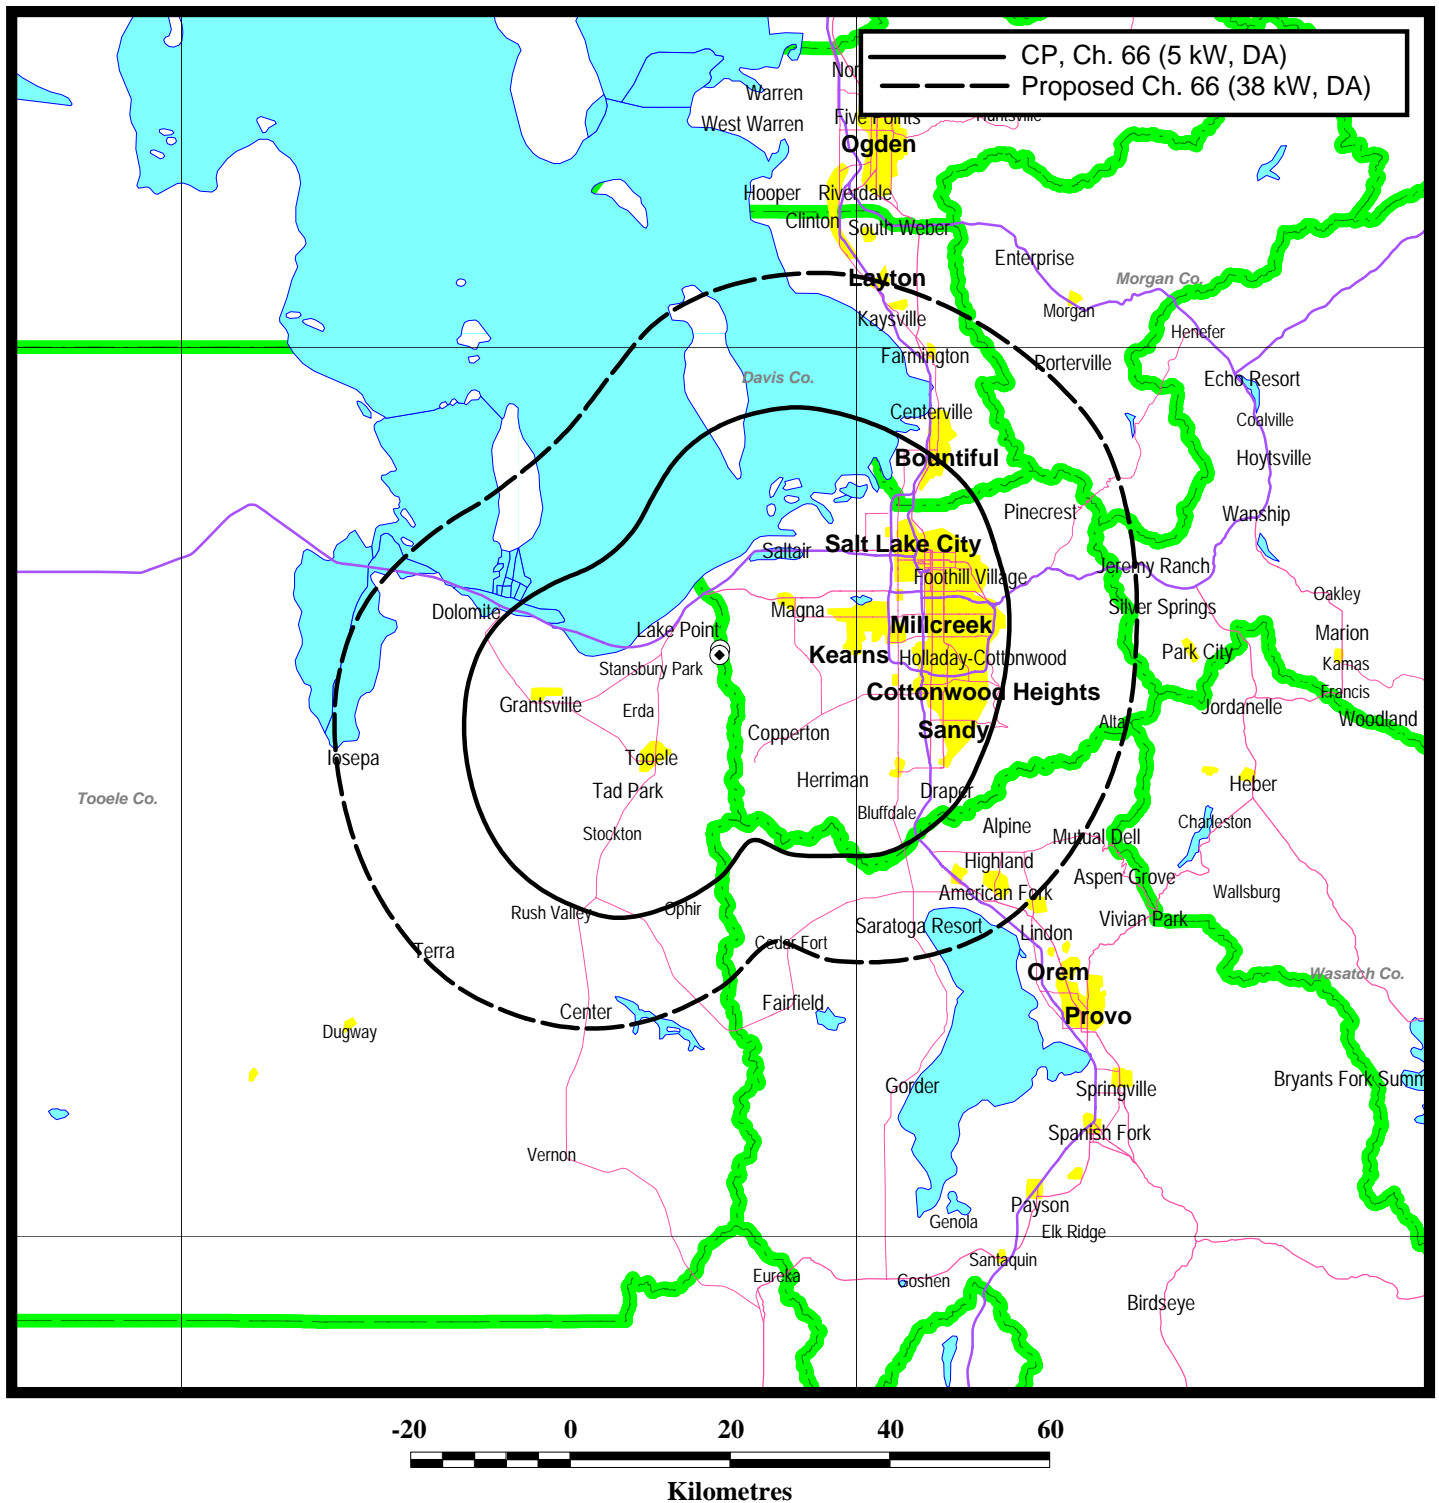 CP, Ch. 66 (5 kW, DA)
Proposed Ch. 66 (38 kW, DA)
Nor
Warren
West Warren
Five Points
Huntsville
Ogden
Hooper
Riverdale
Clinton
South Weber
Enterprise
Layton
Morgan Co.
Morgan
Kaysville
Henefer
Farmington
Porterville
Davis Co.
Echo Resort
Centerville
Coalville
Bountiful
Hoytsville
Pinecrest
Wanship
Salt Lake City
Saltair
Jeremy Ranch
Foothill Village
Oakley
Dolomite
Magna
Silver Springs
Lake Point
Millcreek
Marion
Kearns
Holladay-Cottonwood
Park City
Kamas
Stansbury Park
Cottonwood Heights
Francis
Grantsville
Erda
Jordanelle
Alta
Woodland
Copperton
Sandy
Iosepa
Tooele
Tooele Co.
Tad Park
Herriman
Draper
Heber
Bluffdale
Stockton
Alpine
Mutual Dell
Charleston
Highland
Aspen Grove
American Fork
Wallsburg
Rush Valley
Ophir
Vivian Park
Saratoga Resort
Lindon
Terra
Cedar Fort
Orem
Wasatch Co.
Center
Fairfield
Provo
Dugway
Gorder
Springville
Bryants Fork Summ
Spanish Fork
Vernon
Payson
Genola
Elk Ridge
Santaquin
Eureka
Goshen
Birdseye
-20 0 20 40 60
Kilometres